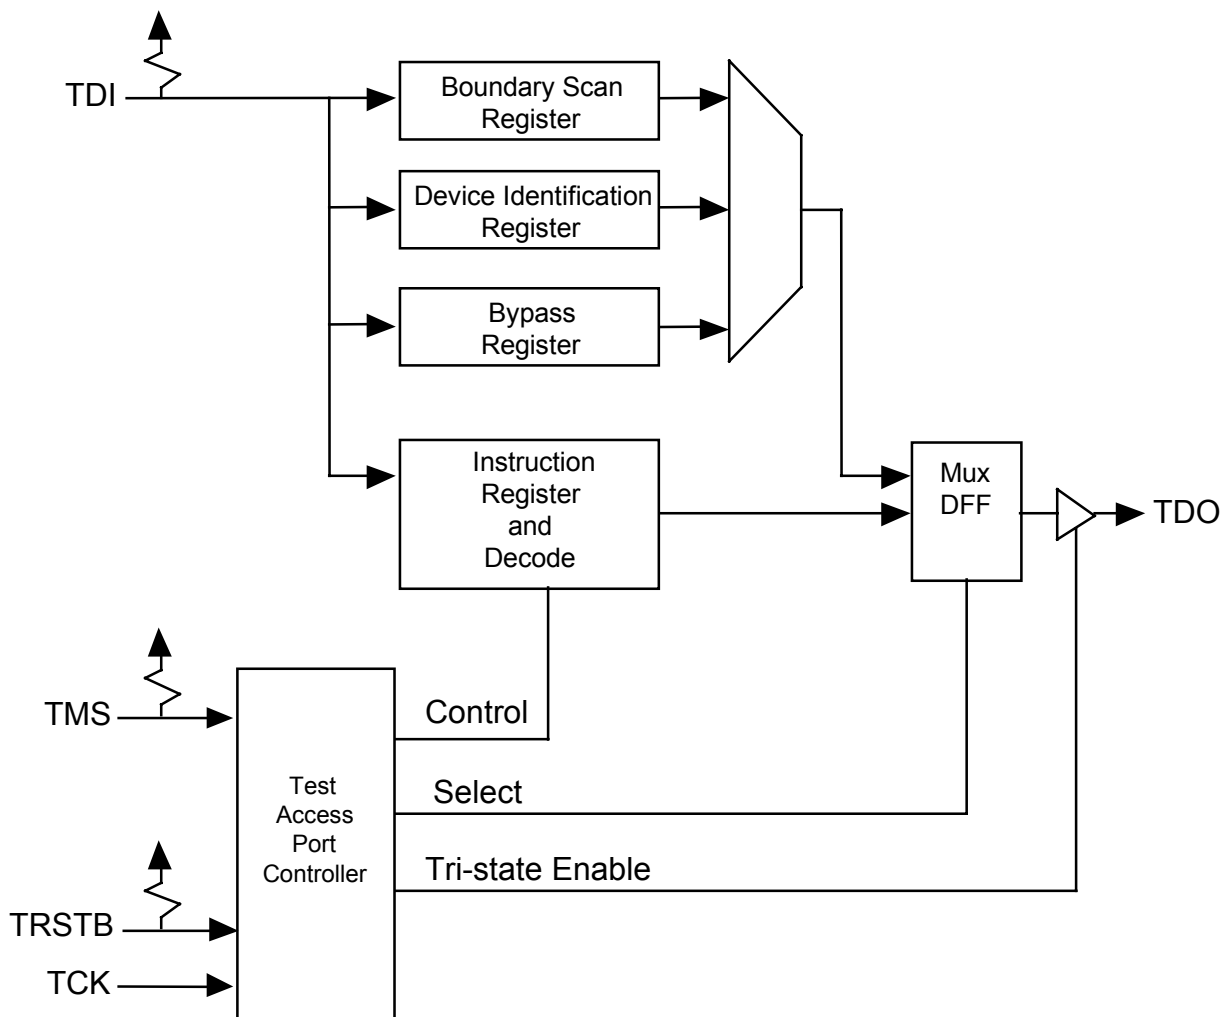 TDI
Boundary Scan
Register
Device Identification
Register
Bypass
Register
Instruction
Register
and
Decode
Mux
DFF
TDO
TMS
Control
Test
Access
Port
Controller
Select
Tri-state Enable
TRSTB
TCK